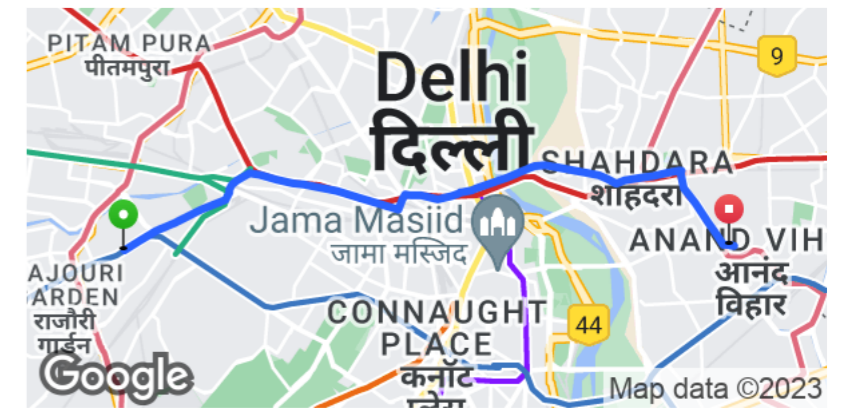 PITAM PURA
पीतमपुरा
Delhi
दिल्ली
9
SHAHDARA
शाहदरा
Jama Masjid
जामा मस्जिद
ANAND VIH
आनंद
विहार
AJOURI
ARDEN
राजौरी
गार्डन
CONNAUGHT
PLACE
कनॉट
प्लेस
44
Google
Map data ©2023